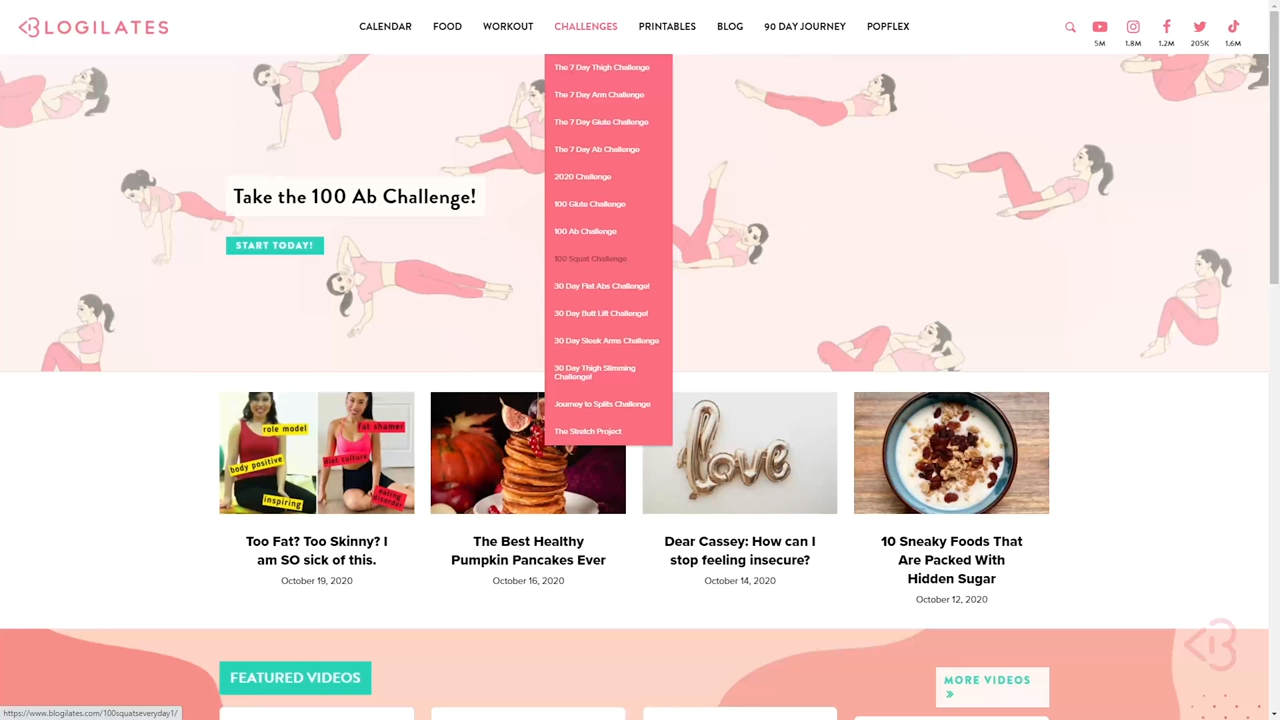 BLOGILATES
CALENDAR FOOD WORKOUT CHALLENGES PRINTABLES BLOG 90 DAY JOURNEY POPFLEX
5M 1.8M 1.2M 205K 1.6M
The 7 Day Thigh Challenge
The 7 Day Arm Challenge
The 7 Day Glute Challenge
The 7 Day Ab Challenge
2020 Challenge
100 Glute Challenge
100 Ab Challenge
100 Squat Challenge
30 Day Flat Abs Challenge!
30 Day Butt Lift Challenge!
30 Day Sleek Arms Challenge
30 Day Thigh Slimming
Challenge!
Journey to Splits Challenge
The Stretch Project
Take the 100 Ab Challenge!
START TODAY!
role model
body positive
inspiring
fat shamer
diet culture
eating
disorder
love
Too Fat? Too Skinny? I
am SO sick of this.
October 19, 2020
The Best Healthy
Pumpkin Pancakes Ever
October 16, 2020
Dear Cassey: How can I
stop feeling insecure?
October 14, 2020
10 Sneaky Foods That
Are Packed With
Hidden Sugar
October 12, 2020
FEATURED VIDEOS
MORE VIDEOS
»
https://www.blogilates.com/100squatseveryday1/